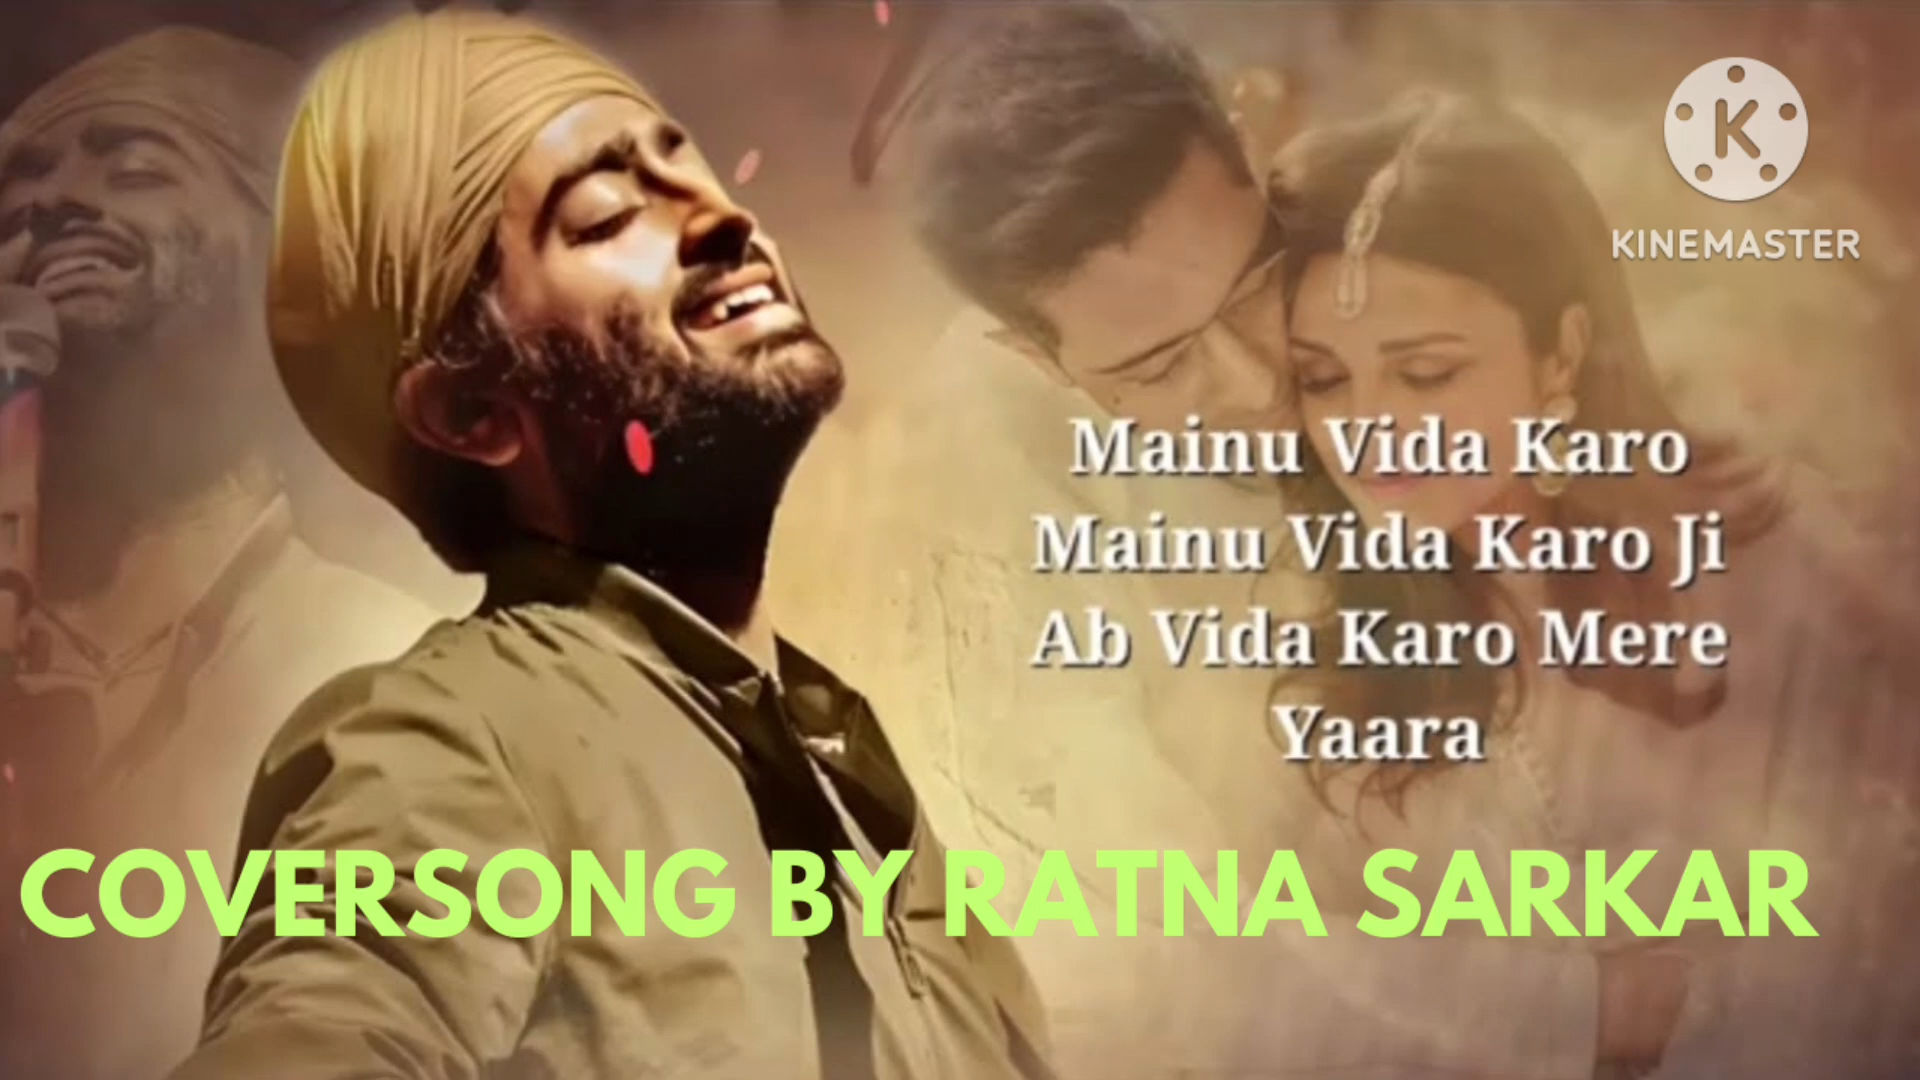 K
KINEMASTER
Mainu Vida Karo
Mainu Vida Karo Ji
Ab Vida Karo Mere
Yaara
COVERSONG BY RATNA SARKAR